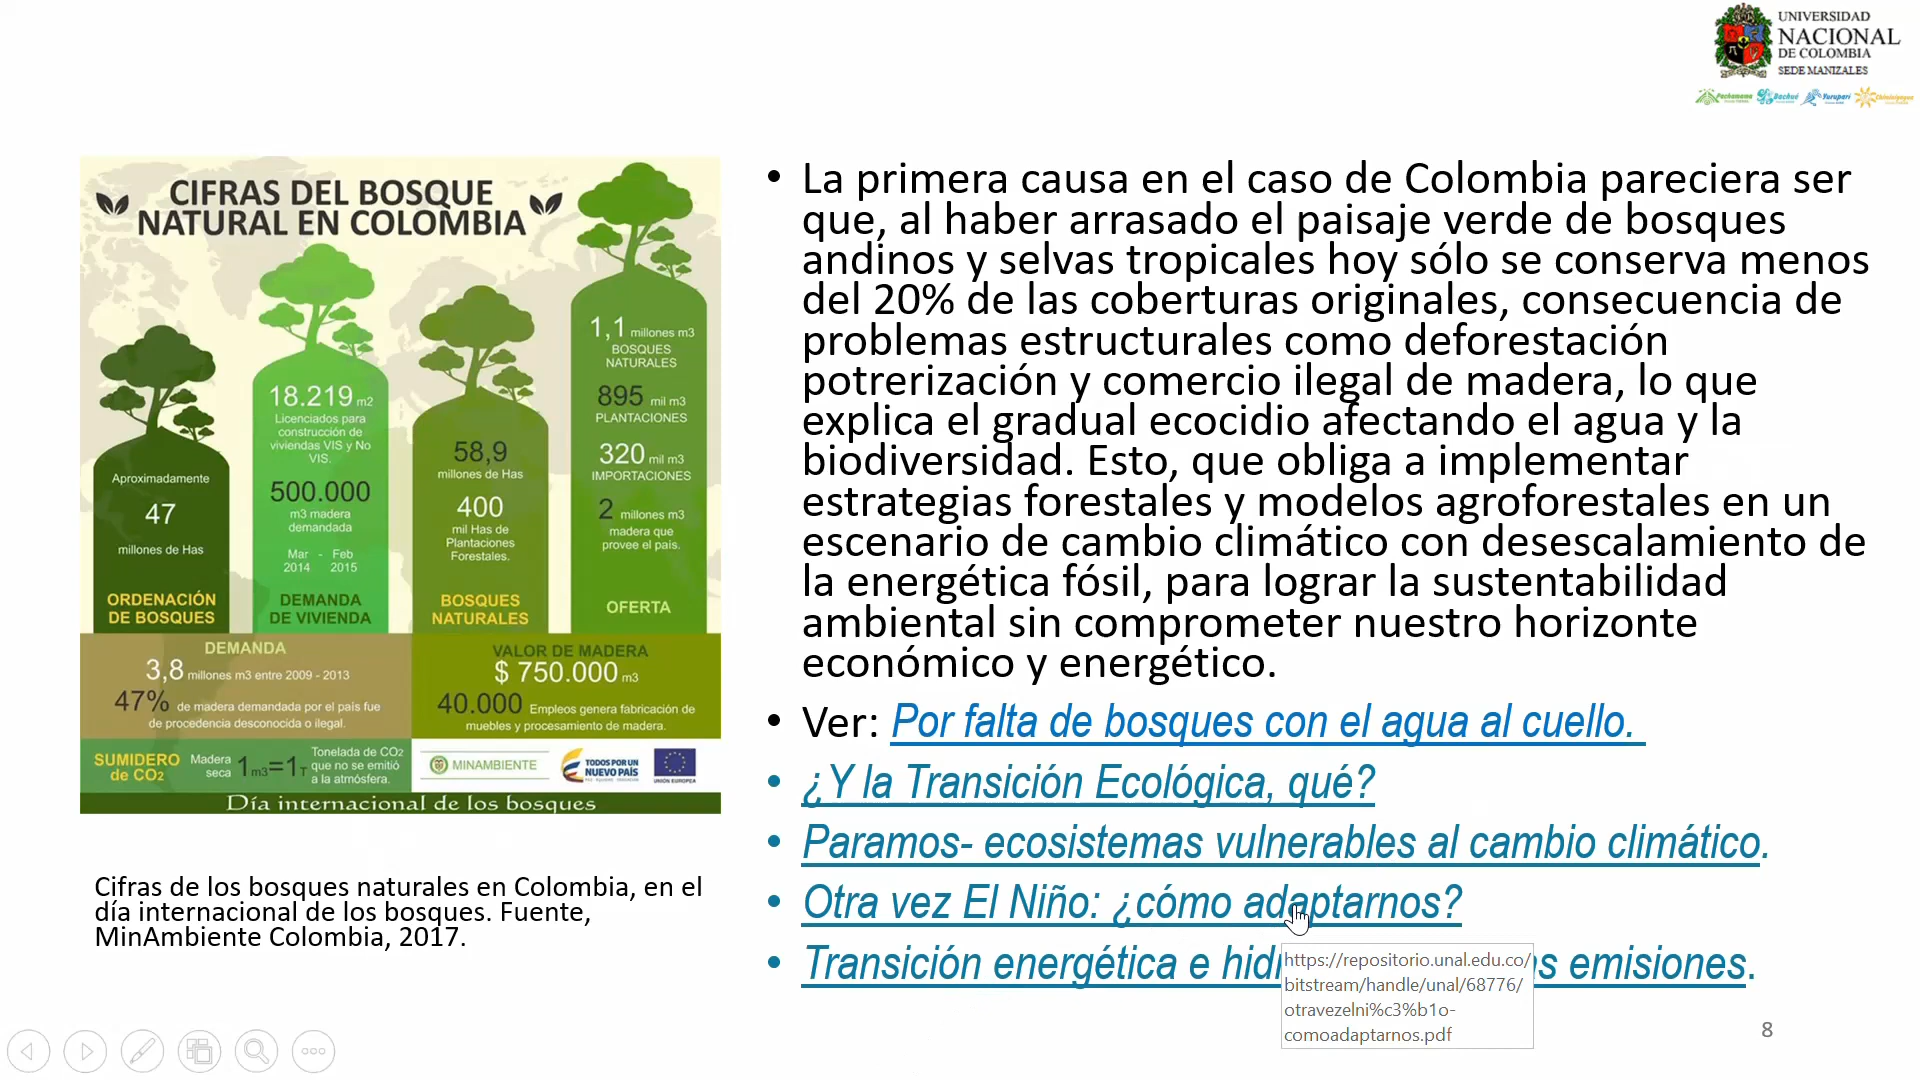 UNIVERSIDAD
NACIONAL
DE COLOMBIA
SEDE MANIZALES
Pachamama
Bachué
Yuruparí
CIFRAS DEL BOSQUE
NATURAL EN COLOMBIA
Aproximadamente
47
millones de Has
ORDENACIÓN
DE BOSQUES
18.219 m2
Licenciados para
construcción de
viviendas VIS y No
VIS.
500.000
m3 madera
demandada
Mar - Feb
2014 2015
DEMANDA
DE VIVIENDA
58,9
millones de Has
400
mil Has de
Plantaciones
Forestales.
BOSQUES
NATURALES
1,1 millones m3
BOSQUES
NATURALES
895 mil m3
PLANTACIONES
320 mil m3
IMPORTACIONES
2 millones m3
madera que
provee el país.
OFERTA
DEMANDA
3,8 millones m3 entre 2009 - 2013
47% de madera demandada por el país fue
de procedencia desconocida o ilegal.
VALOR DE MADERA
$ 750.000 m3
40.000 Empleos genera fabricación de
muebles y procesamiento de madera.
SUMIDERO
de CO2
Madera
seca
1m3=1T
Tonelada de CO2
que no se emitió
a la atmósfera.
MINAMBIENTE
TODOS POR UN
NUEVO PAÍS
PAZ EQUIDAD EDUCACIÓN
UNIÓN EUROPEA
Día internacional de los bosques
Cifras de los bosques naturales en Colombia, en el
día internacional de los bosques. Fuente,
MinAmbiente Colombia, 2017.
• La primera causa en el caso de Colombia pareciera ser
que, al haber arrasado el paisaje verde de bosques
andinos y selvas tropicales hoy sólo se conserva menos
del 20% de las coberturas originales, consecuencia de
problemas estructurales como deforestación
potrerización y comercio ilegal de madera, lo que
explica el gradual ecocidio afectando el agua y la
biodiversidad. Esto, que obliga a implementar
estrategias forestales y modelos agroforestales en un
escenario de cambio climático con desescalamiento de
la energética fósil, para lograr la sustentabilidad
ambiental sin comprometer nuestro horizonte
económico y energético.
• Ver: Por falta de bosques con el agua al cuello.
• ¿Y la Transición Ecológica, qué?
• Paramos- ecosistemas vulnerables al cambio climático.
• Otra vez El Niño: ¿cómo adaptarnos?
• Transición energética e emisiones.
https://repositorio.unal.edu.co/
bitstream/handle/unal/68776/
otravezelni%c3%b1o-
comoadaptarnos.pdf
8